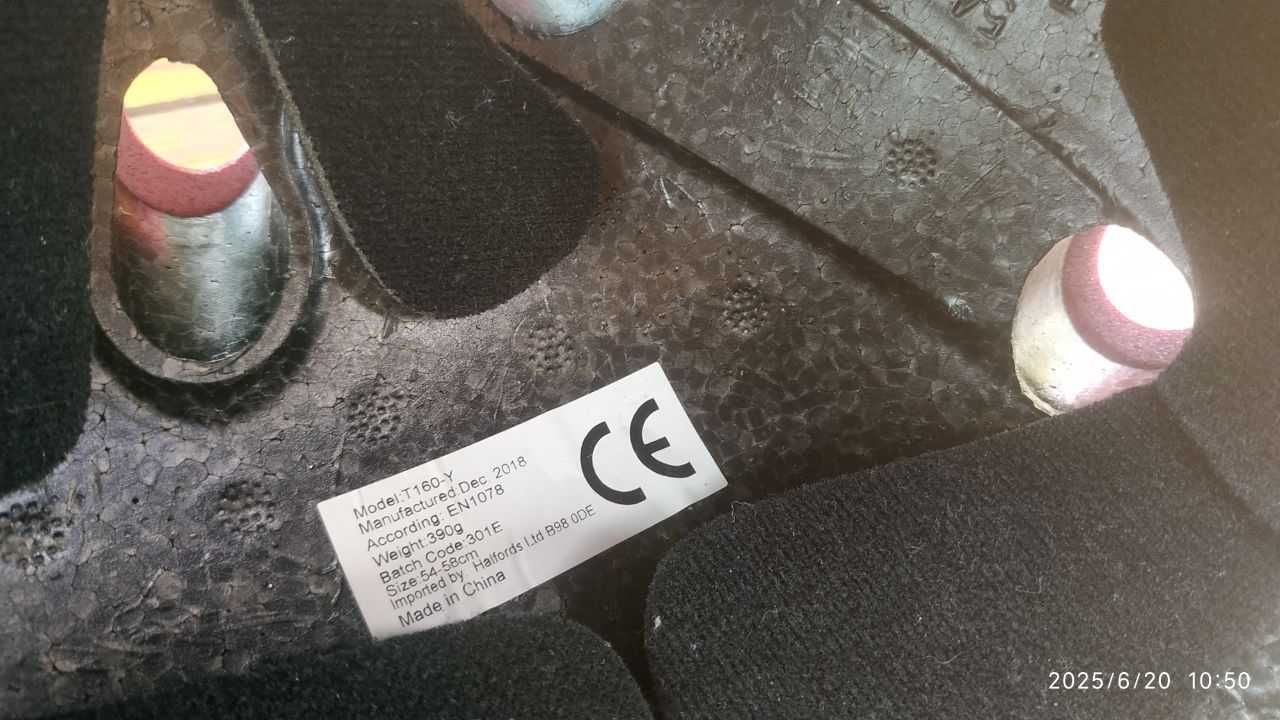 Model:T160-Y
Manufactured:Dec 2018
According: EN1078
Weight:390g
Batch Code:301E
Size:54-58cm
Imported by: Halfords Ltd B98 0DE
Made in China
CE
2025/6/20 10:50